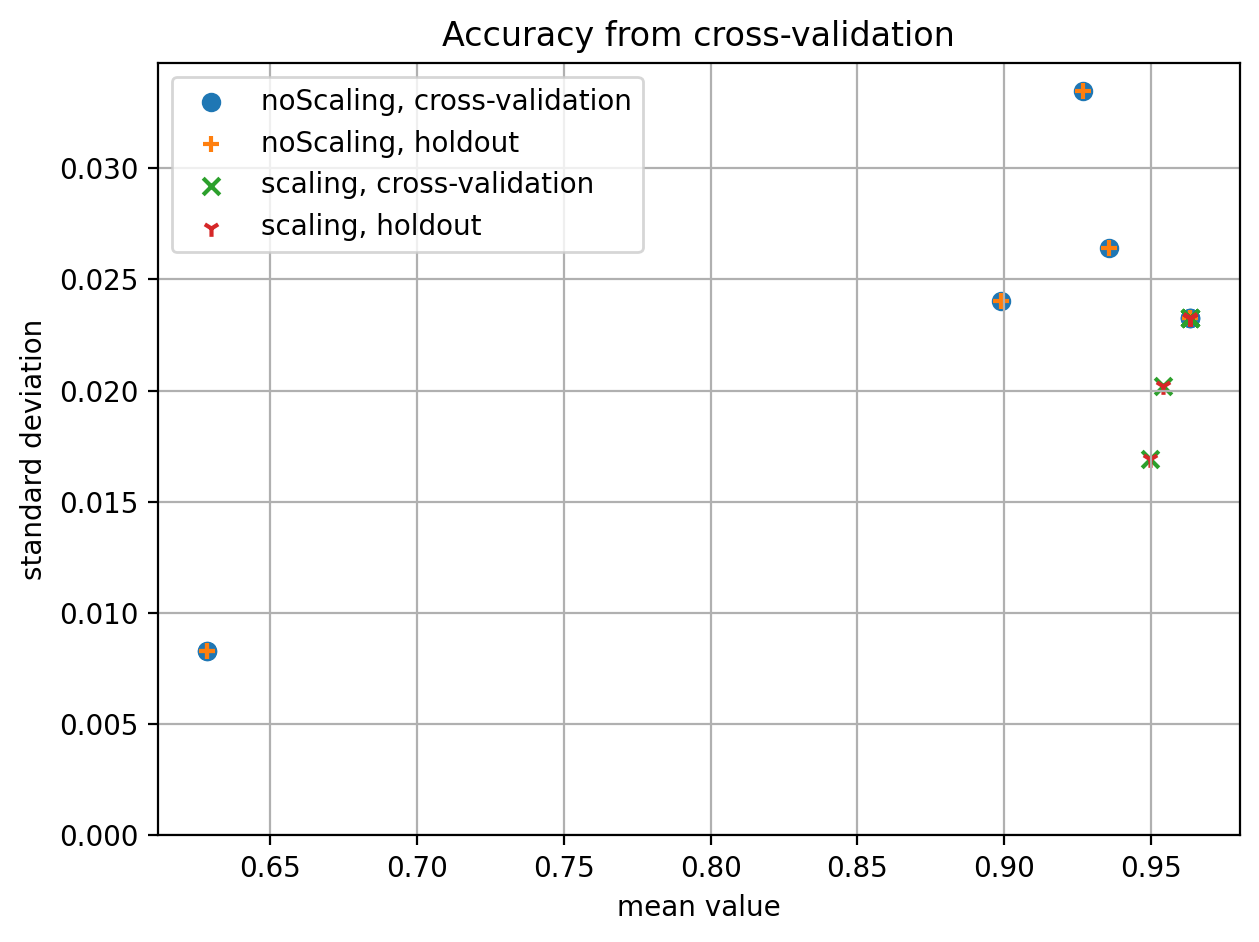 Accuracy from cross-validation
noScaling, cross-validation
noScaling, holdout
scaling, cross-validation
scaling, holdout
0.030
0.025
0.020
0.015
0.010
0.005
0.000
standard deviation
0.65 0.70 0.75 0.80 0.85 0.90 0.95
mean value